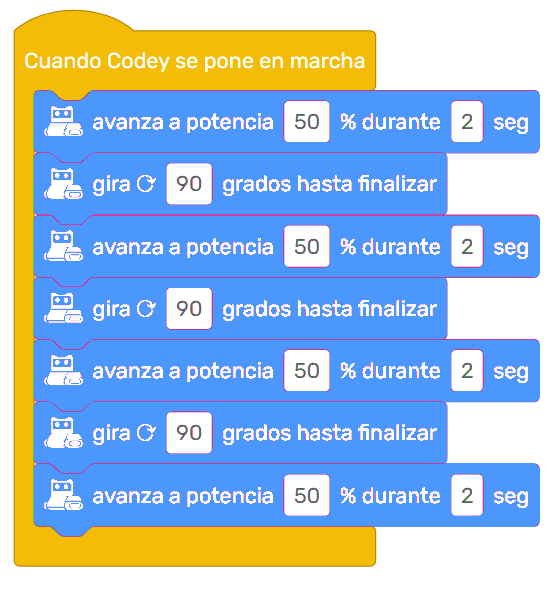 Cuando Codey se pone en marcha
avanza a potencia 50 % durante 2 seg
gira 90 grados hasta finalizar
avanza a potencia 50 % durante 2 seg
gira 90 grados hasta finalizar
avanza a potencia 50 % durante 2 seg
gira 90 grados hasta finalizar
avanza a potencia 50 % durante 2 seg